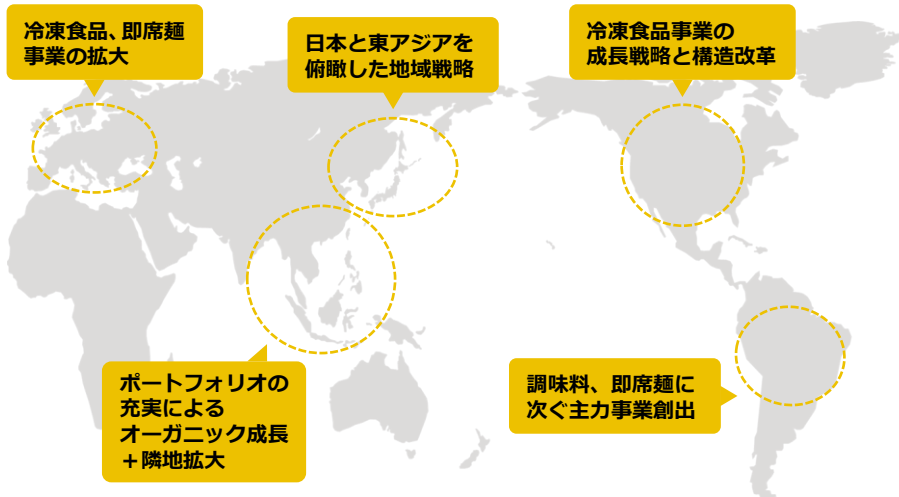 冷凍食品、即席麺
事業の拡大
日本と東アジアを
俯瞰した地域戦略
冷凍食品事業の
成長戦略と構造改革
ポートフォリオの
充実による
オーガニック成長
＋隣地拡大
調味料、即席麺に
次ぐ主力事業創出